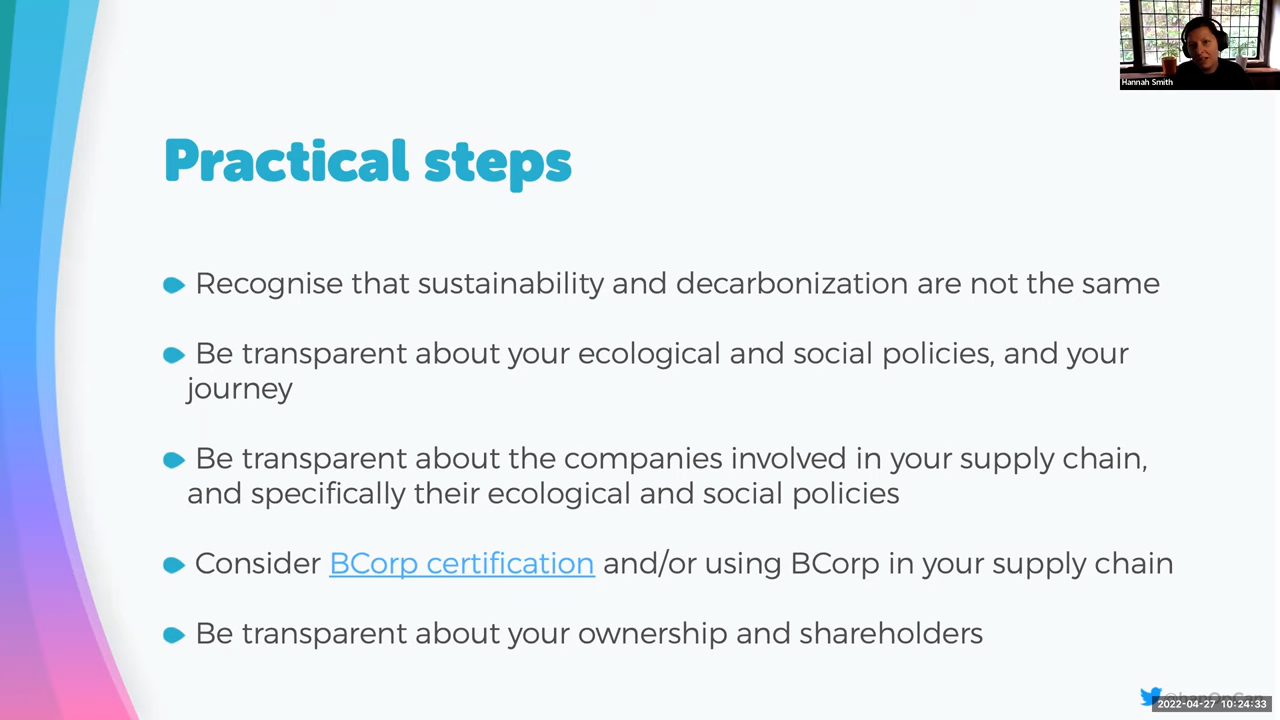 Hannah Smith
Practical steps
Recognise that sustainability and decarbonization are not the same
Be transparent about your ecological and social policies, and your
journey
Be transparent about the companies involved in your supply chain,
and specifically their ecological and social policies
Consider BCorp certification and/or using BCorp in your supply chain
Be transparent about your ownership and shareholders
2022-04-27 10:24:33